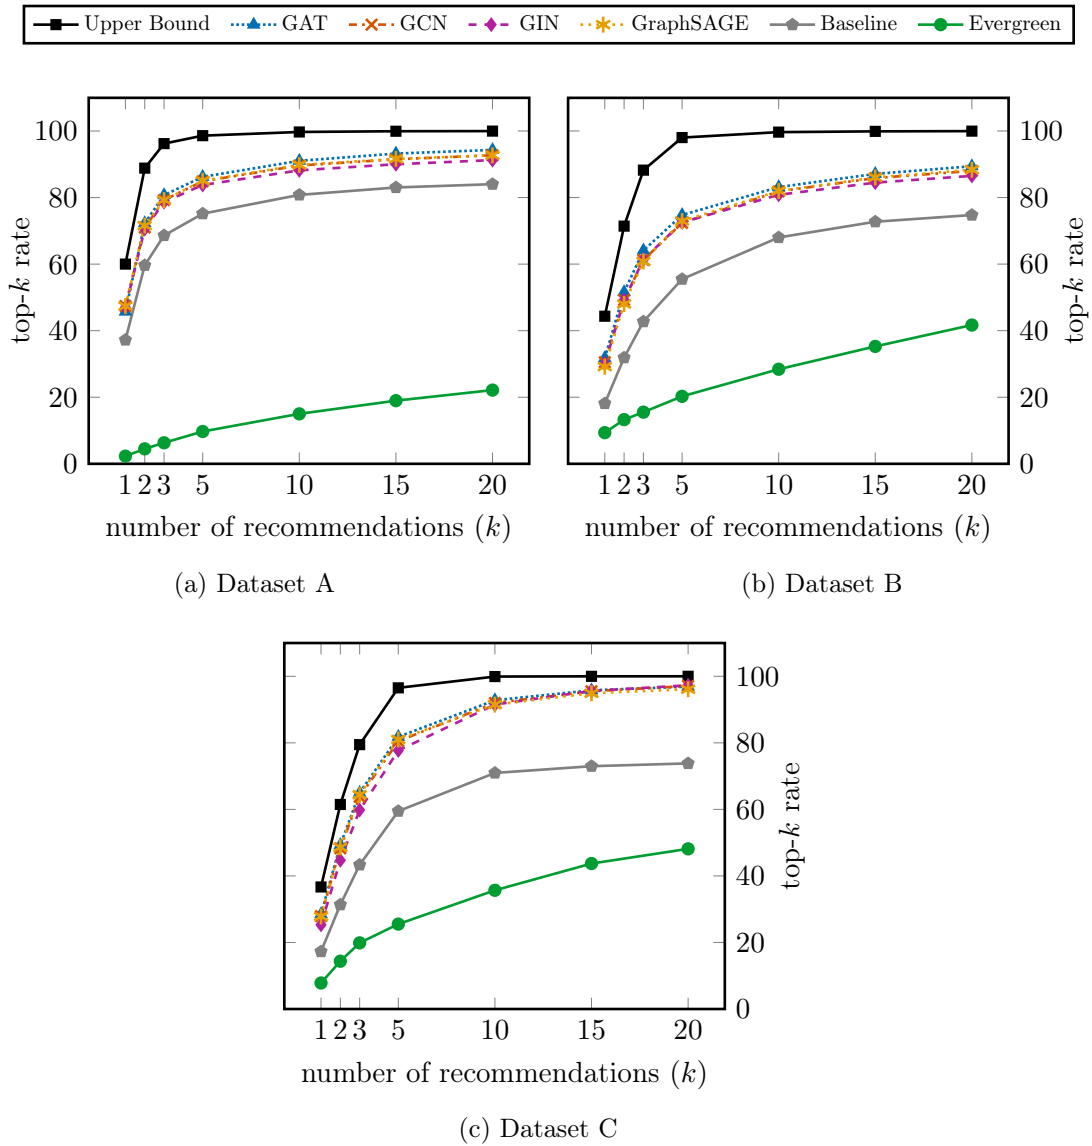 Upper Bound GAT GCN GIN GraphSAGE Baseline Evergreen
100
80
60
40
20
0
top-k rate
1 2 3 5 10 15 20
number of recommendations (k)
(a) Dataset A
100
80
60
40
20
0
top-k rate
1 2 3 5 10 15 20
number of recommendations (k)
(b) Dataset B
100
80
60
40
20
0
top-k rate
1 2 3 5 10 15 20
number of recommendations (k)
(c) Dataset C